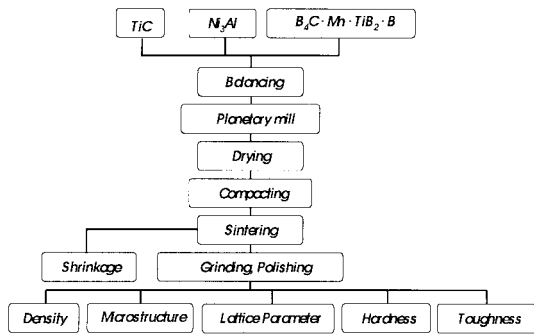 TiC
Ni₃Al
B₄C · Mn · TiB₂ · B
Balancing
Planetary mill
Drying
Compacting
Sintering
Shrinkage
Grinding, Polishing
Density
Microstructure
Lattice Parameter
Hardness
Toughness